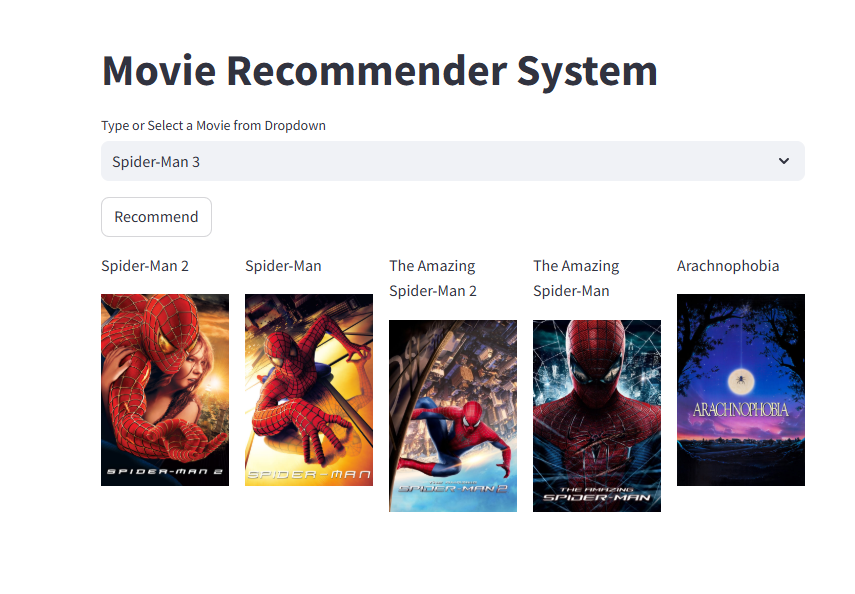 Movie Recommender System
Type or Select a Movie from Dropdown
Spider-Man 3
Recommend
Spider-Man 2
Spider-Man
The Amazing
Spider-Man 2
The Amazing
Spider-Man
Arachnophobia
SPIDER-MAN 2
SPIDER-MAN
THE AMAZING
SPIDER-MAN 2
THE AMAZING
SPIDER-MAN
ARACHNOPHOBIA